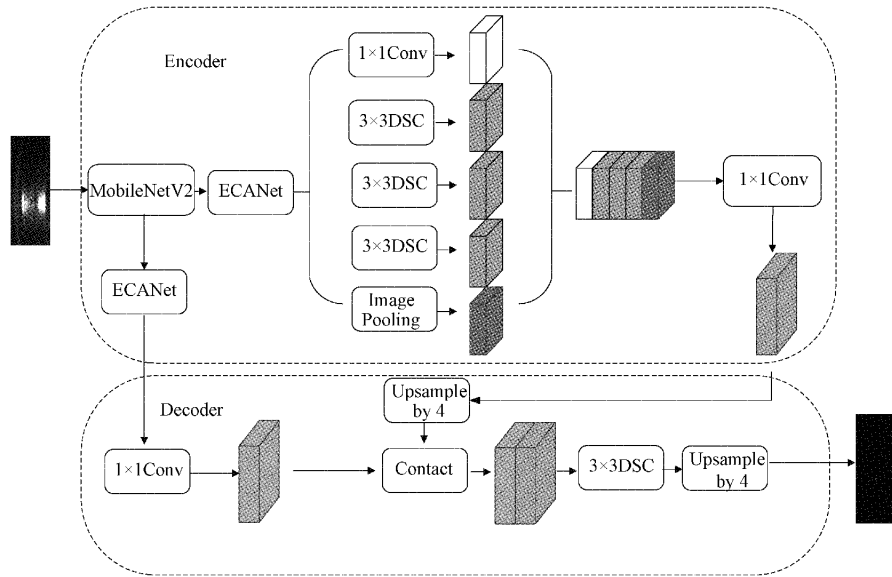 Encoder
1×1Conv
3×3DSC
MobileNetV2
ECANet
3×3DSC
1×1Conv
3×3DSC
ECANet
Image
Pooling
Decoder
Upsample
by 4
1×1Conv
Contact
3×3DSC
Upsample
by 4